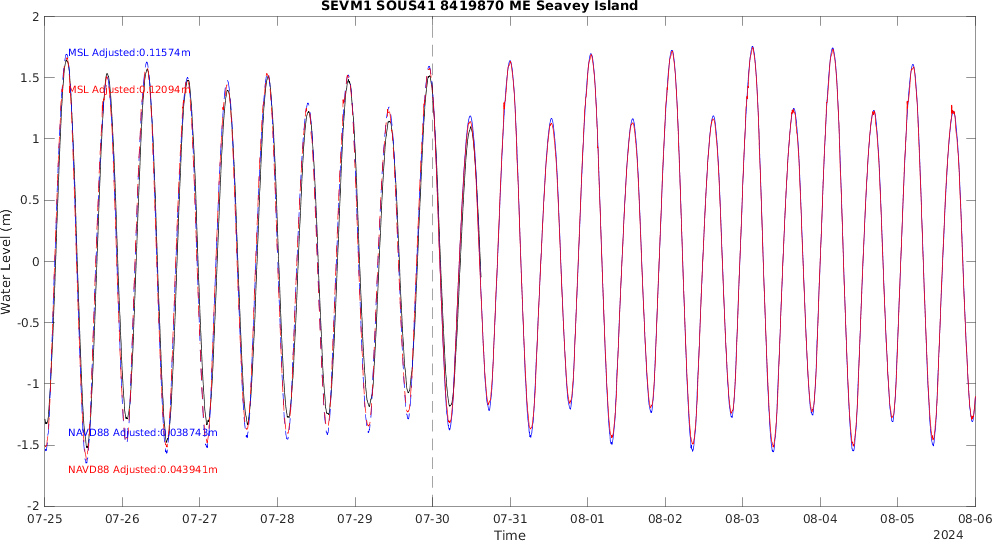 SEVM1 SOUS41 8419870 ME Seavey Island
2
MSL Adjusted:0.11574m
1.5
MSL Adjusted:0.12094m
1
0.5
0
-0.5
-1
NAVD88 Adjusted:0.038743m
-1.5
NAVD88 Adjusted:0.043941m
-2
Water Level (m)
07-25 07-26 07-27 07-28 07-29 07-30 07-31 08-01 08-02 08-03 08-04 08-05 08-06
Time
2024